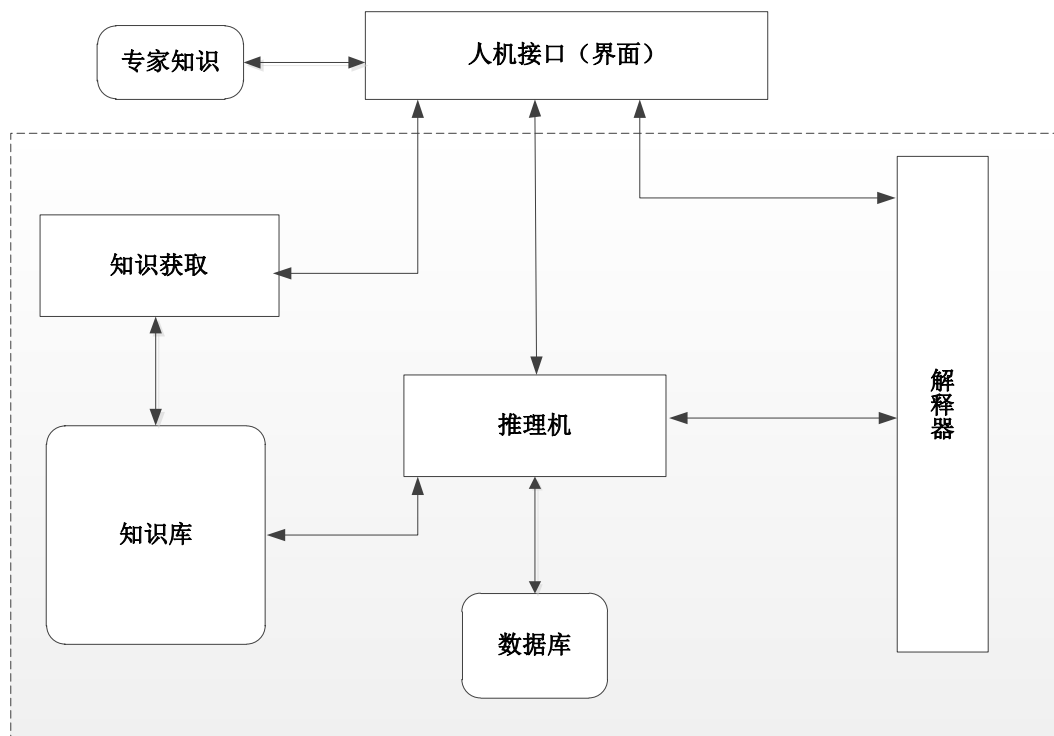 专家知识
人机接口（界面）
知识获取
推理机
解释器
知识库
数据库